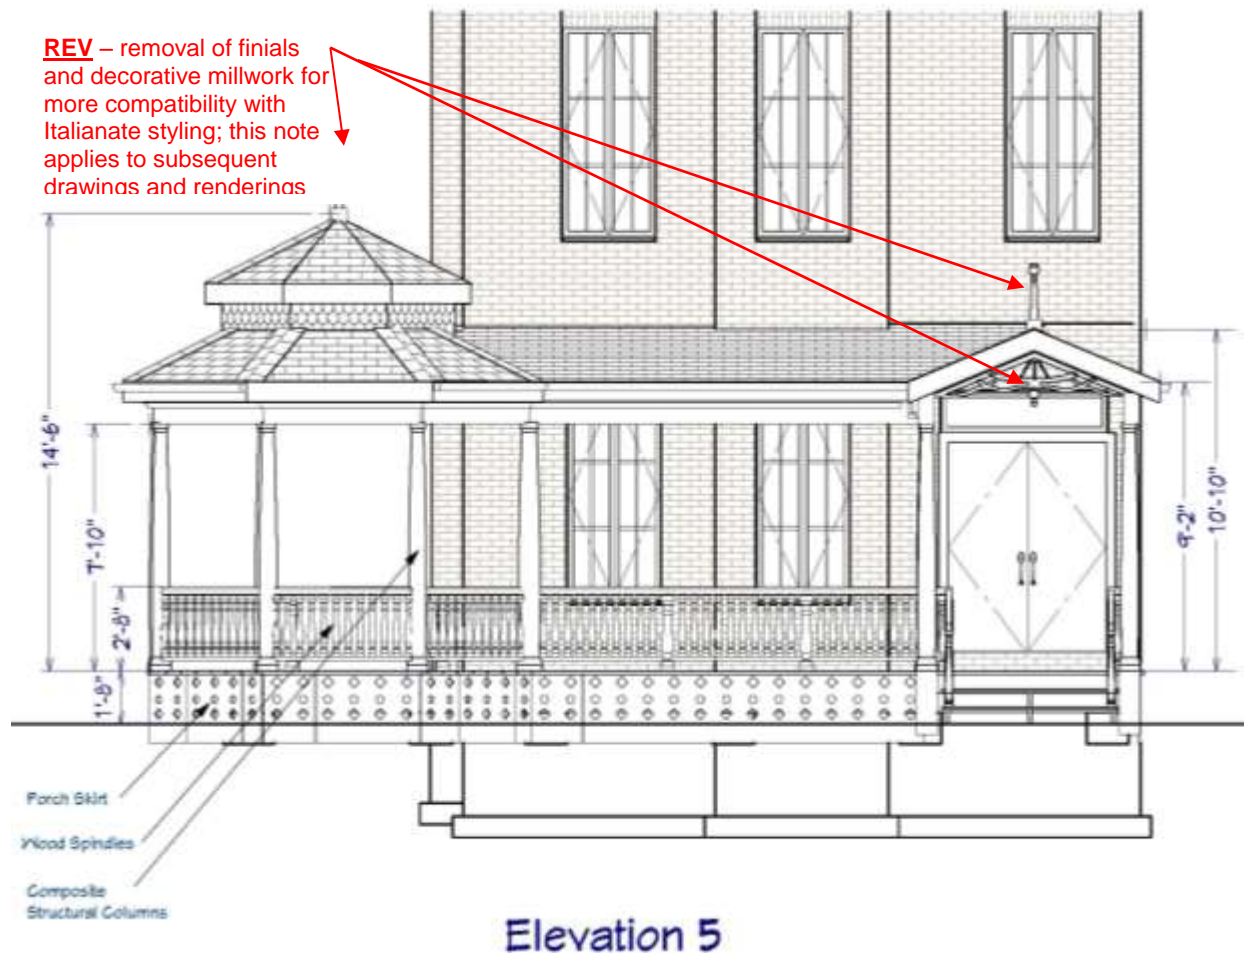 REV – removal of finials
and decorative millwork for
more compatibility with
Italianate styling; this note
applies to subsequent
drawings and renderings
14'-6"
7'-10"
2'-8"
1'-8"
9'-2"
10'-10"
Porch Skirt
Wood Spindles
Composite
Structural Columns
Elevation 5